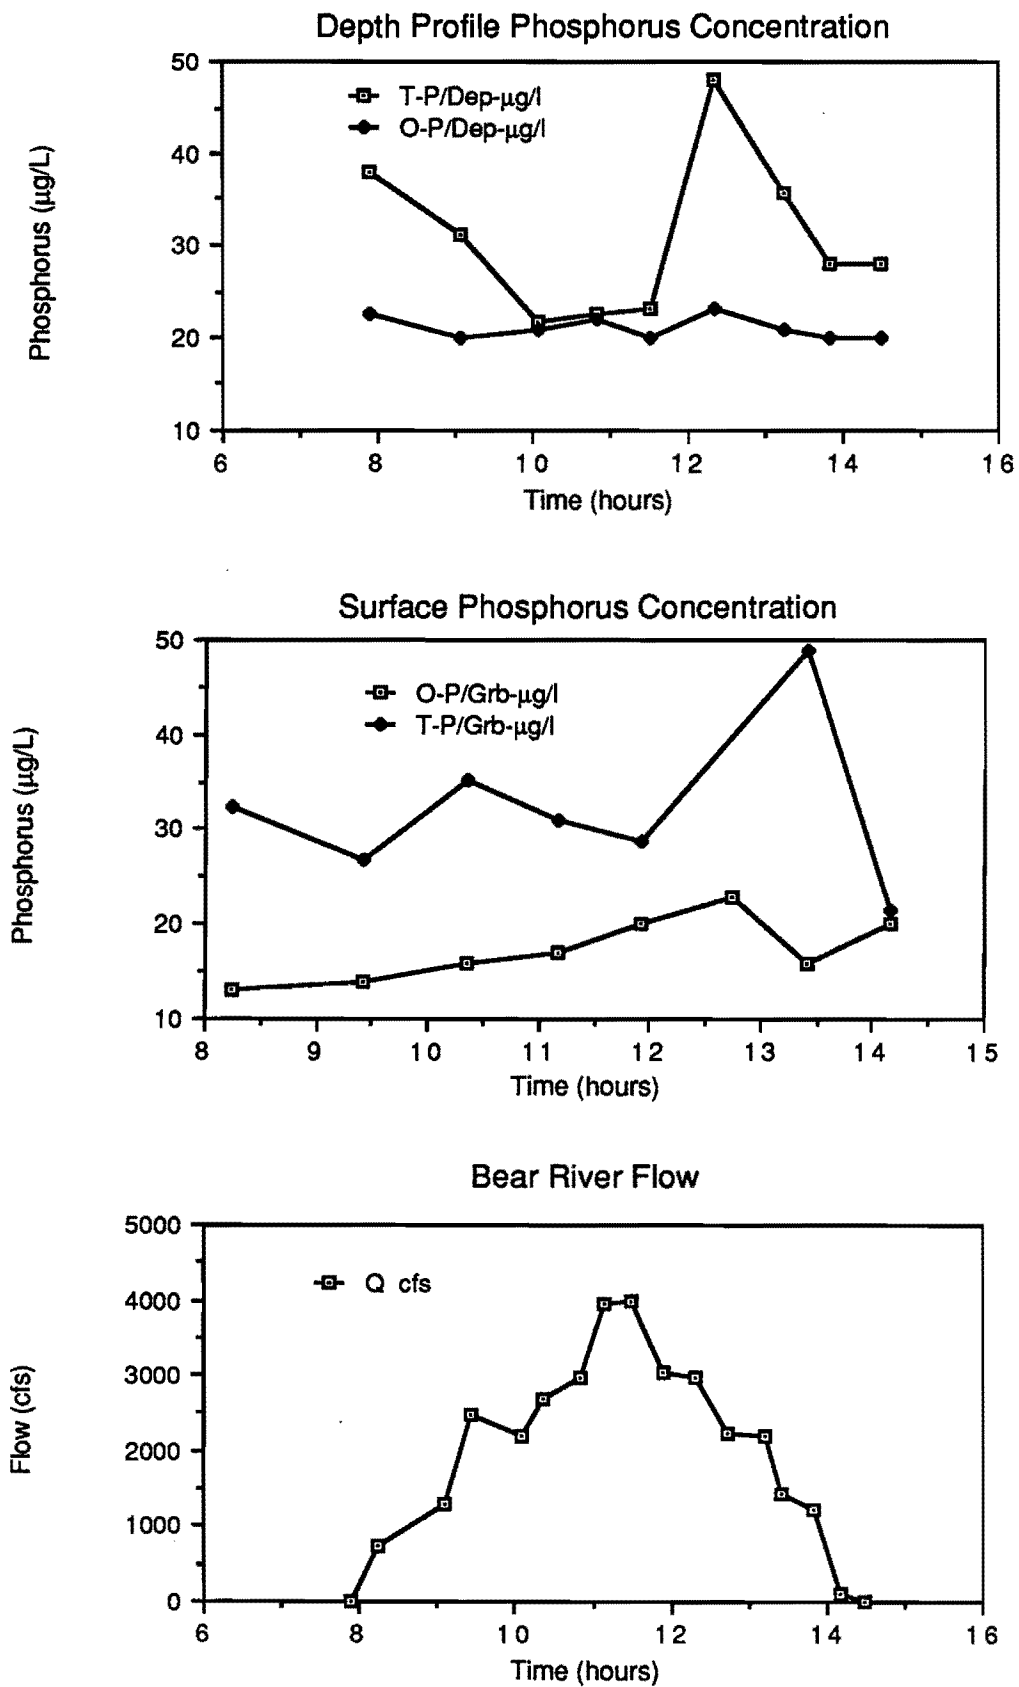 Depth Profile Phosphorus Concentration
50
T-P/Dep-µg/l
O-P/Dep-µg/l
40
Phosphorus (µg/L)
30
20
10
6 8 10 12 14 16
Time (hours)
Surface Phosphorus Concentration
50
O-P/Grb-µg/l
T-P/Grb-µg/l
40
Phosphorus (µg/L)
30
20
10
8 9 10 11 12 13 14 15
Time (hours)
Bear River Flow
5000
Q cfs
4000
3000
Flow (cfs)
2000
1000
0
6 8 10 12 14 16
Time (hours)